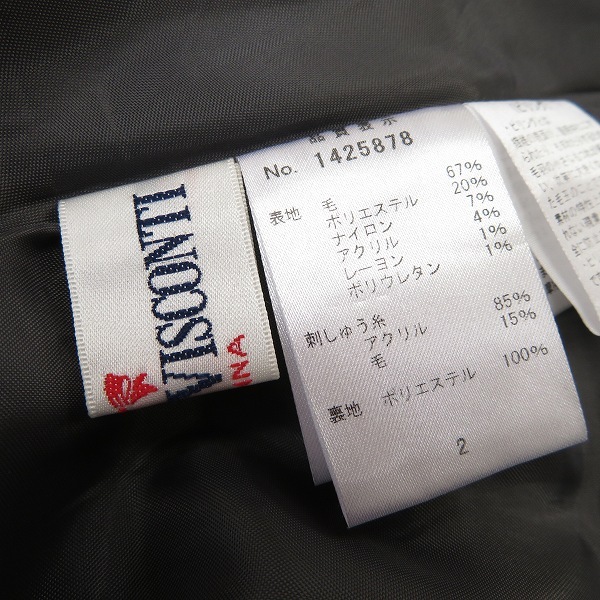 VISCONTI
INA
品質表示
No. 1425878
表地 毛 67%
ポリエステル 20%
ナイロン 7%
アクリル 4%
レーヨン 1%
ポリウレタン 1%
刺しゅう糸
アクリル 85%
毛 15%
裏地 ポリエステル 100%
2